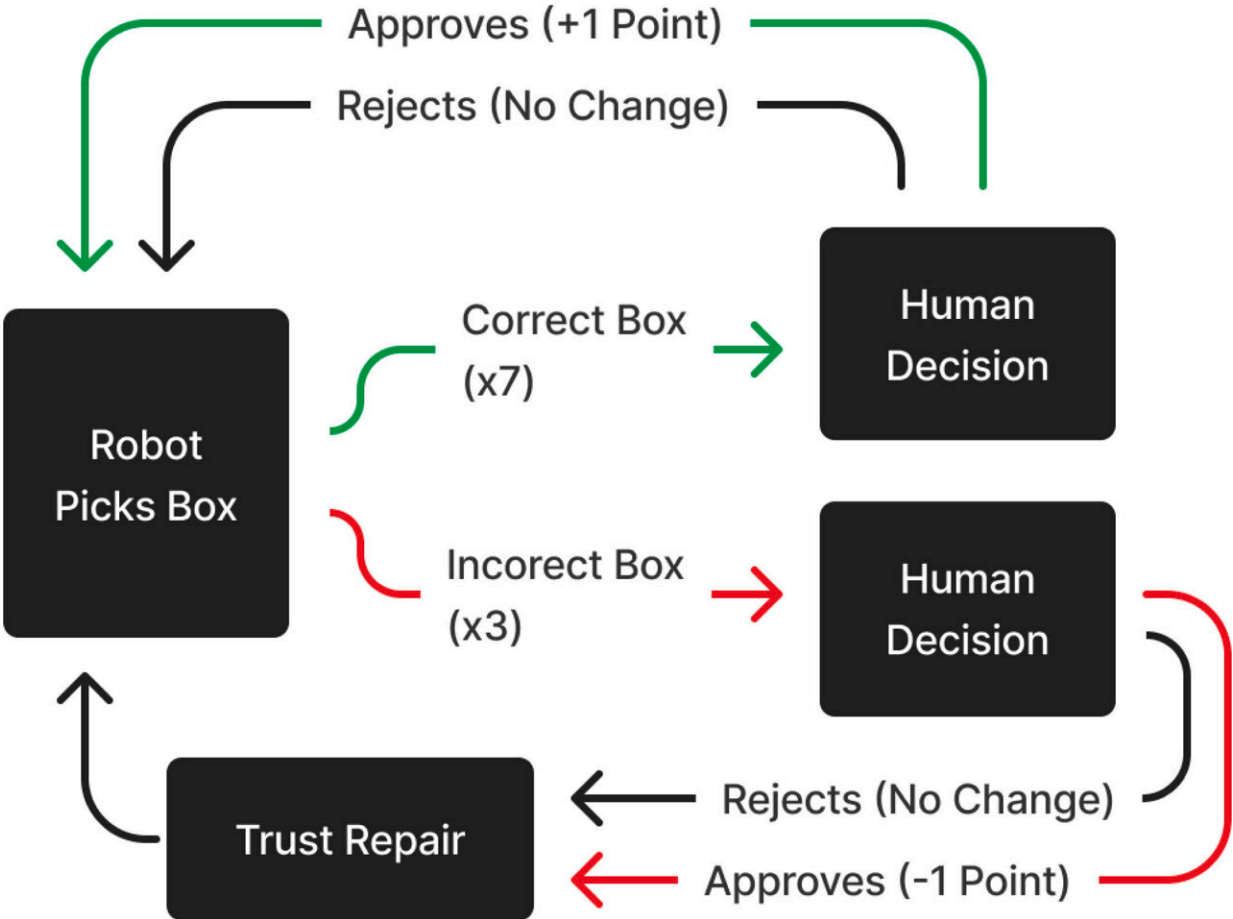 Approves (+1 Point)
Rejects (No Change)
Robot
Picks Box
Correct Box
(x7)
Human
Decision
Incorect Box
(x3)
Human
Decision
Trust Repair
Rejects (No Change)
Approves (-1 Point)